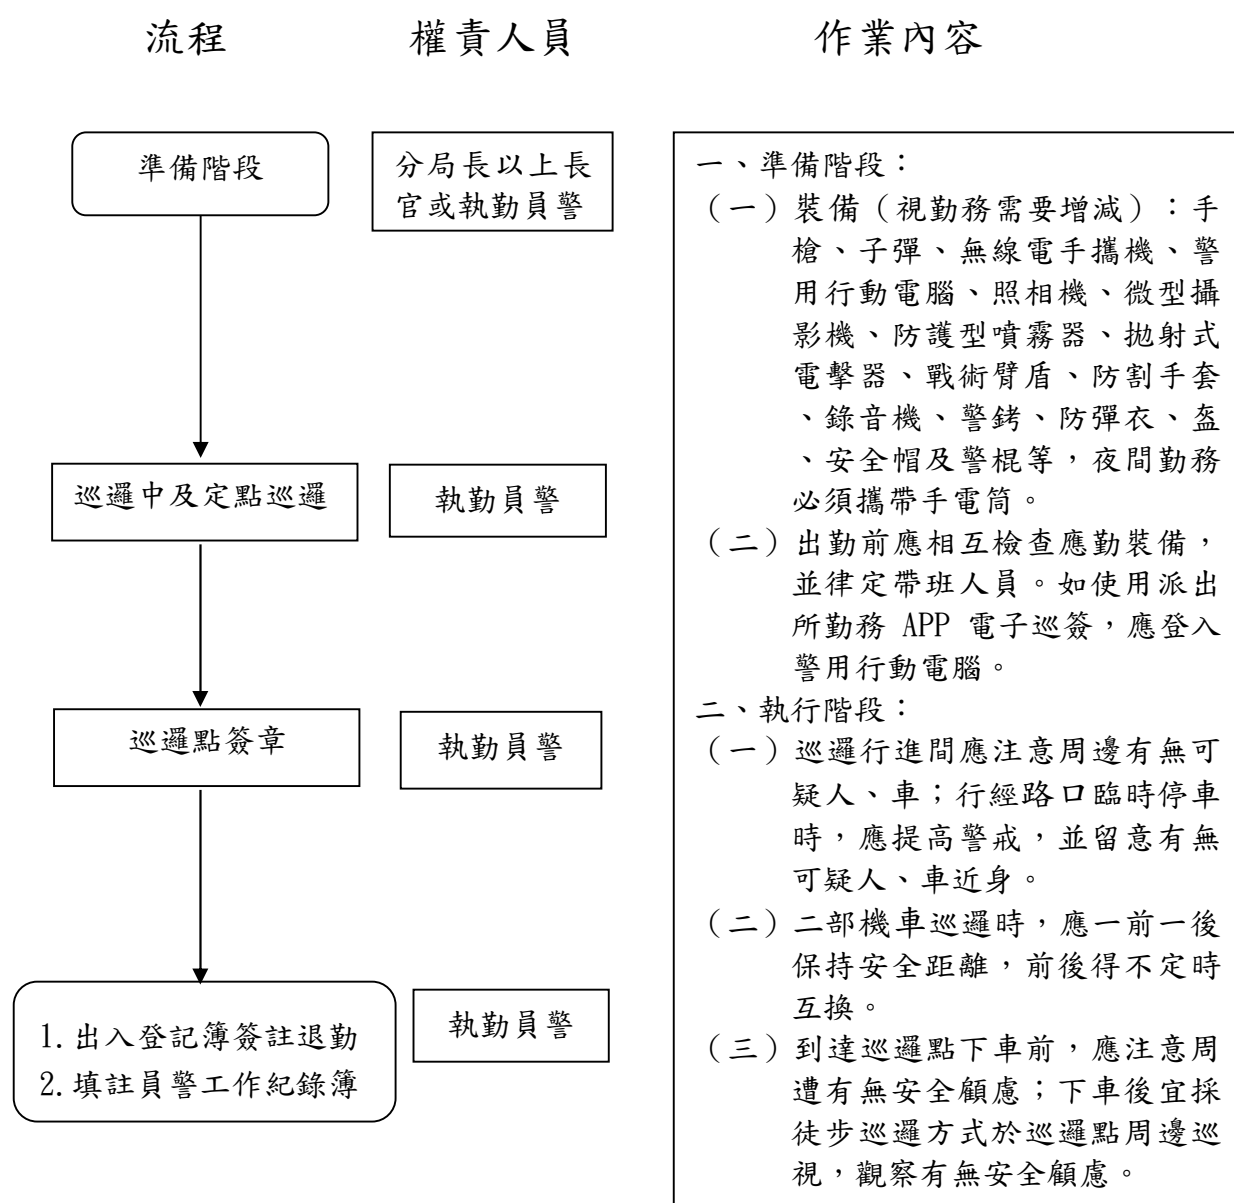 流程 權責人員 作業內容
準備階段
分局長以上長
官或執勤員警
巡邏中及定點巡邏
執勤員警
巡邏點簽章
執勤員警
1.出入登記簿簽註退勤
2.填註員警工作紀錄簿
執勤員警
一、準備階段：
（一）裝備（視勤務需要增減）：手
槍、子彈、無線電手攜機、警
用行動電腦、照相機、微型攝
影機、防護型噴霧器、拋射式
電擊器、戰術臂盾、防割手套
、錄音機、警銬、防彈衣、盔
、安全帽及警棍等，夜間勤務
必須攜帶手電筒。
（二）出勤前應相互檢查應勤裝備，
並律定帶班人員。如使用派出
所勤務 APP 電子巡簽，應登入
警用行動電腦。
二、執行階段：
（一）巡邏行進間應注意周邊有無可
疑人、車；行經路口臨時停車
時，應提高警戒，並留意有無
可疑人、車近身。
（二）二部機車巡邏時，應一前一後
保持安全距離，前後得不定時
互換。
（三）到達巡邏點下車前，應注意周
遭有無安全顧慮；下車後宜採
徒步巡邏方式於巡邏點周邊巡
視，觀察有無安全顧慮。